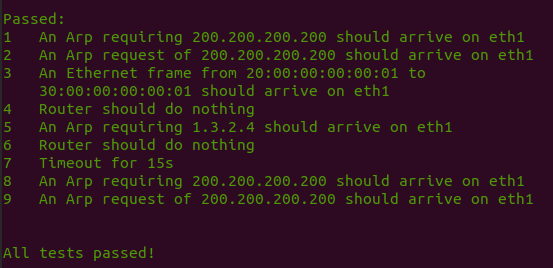 Passed:
1 An Arp requiring 200.200.200.200 should arrive on eth1
2 An Arp request of 200.200.200.200 should arrive on eth1
3 An Ethernet frame from 20:00:00:00:00:01 to
30:00:00:00:00:01 should arrive on eth1
4 Router should do nothing
5 An Arp requiring 1.3.2.4 should arrive on eth1
6 Router should do nothing
7 Timeout for 15s
8 An Arp requiring 200.200.200.200 should arrive on eth1
9 An Arp request of 200.200.200.200 should arrive on eth1
All tests passed!